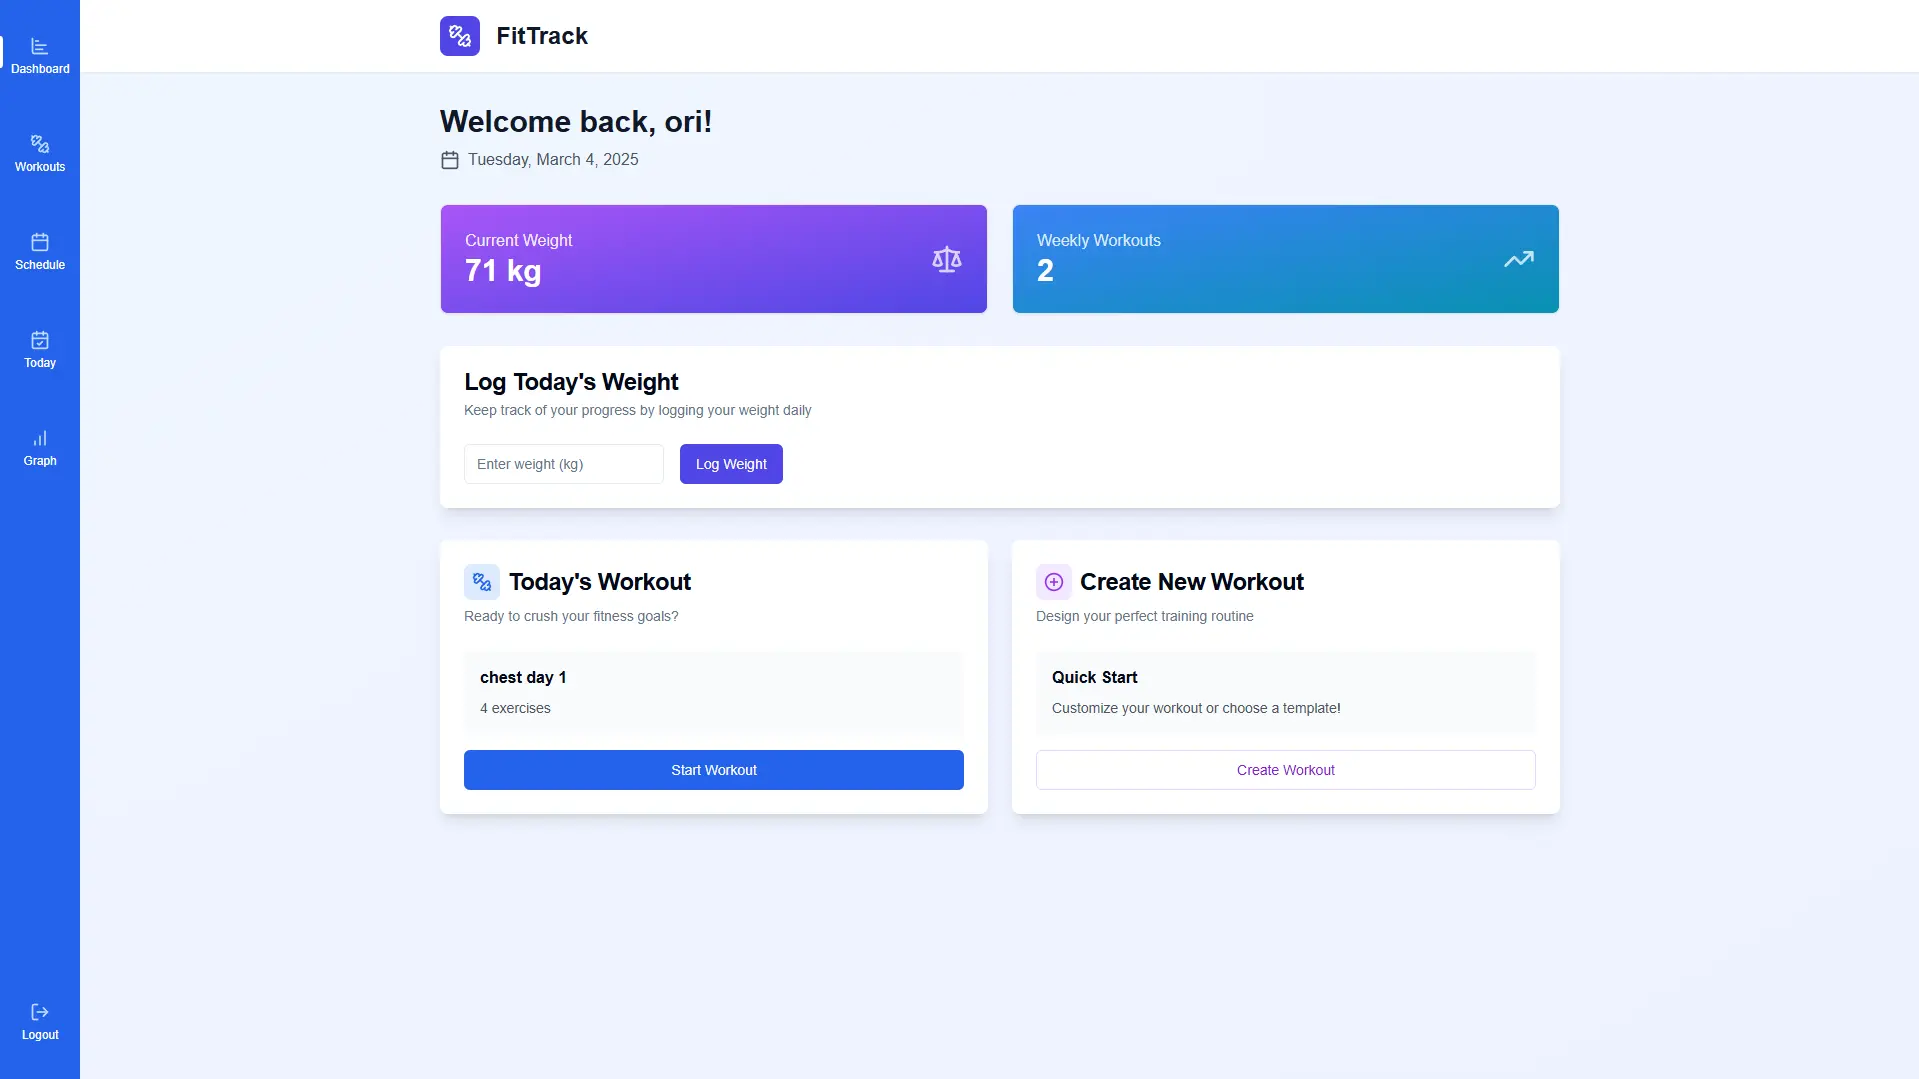 Dashboard
Workouts
Schedule
Today
Graph
Logout
FitTrack
Welcome back, ori!
Tuesday, March 4, 2025
Current Weight
71 kg
Weekly Workouts
2
Log Today's Weight
Keep track of your progress by logging your weight daily
Enter weight (kg)
Log Weight
Today's Workout
Ready to crush your fitness goals?
chest day 1
4 exercises
Start Workout
Create New Workout
Design your perfect training routine
Quick Start
Customize your workout or choose a template!
Create Workout